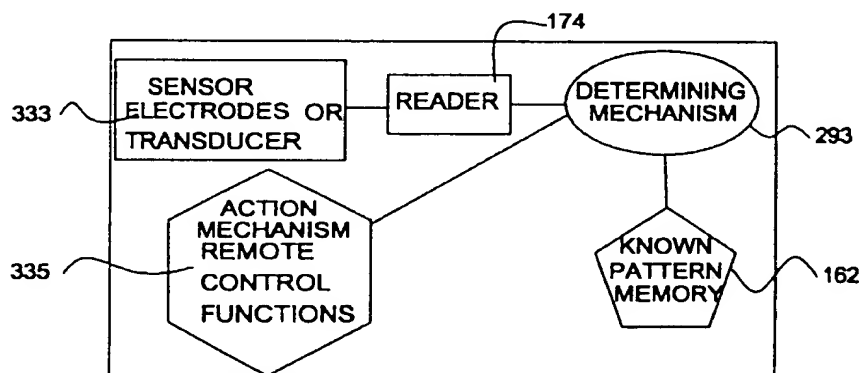 174
SENSOR
ELECTRODES OR
TRANSDUCER
333
READER
DETERMINING
MECHANISM
293
ACTION
MECHANISM
REMOTE
CONTROL
FUNCTIONS
335
KNOWN
PATTERN
MEMORY
162